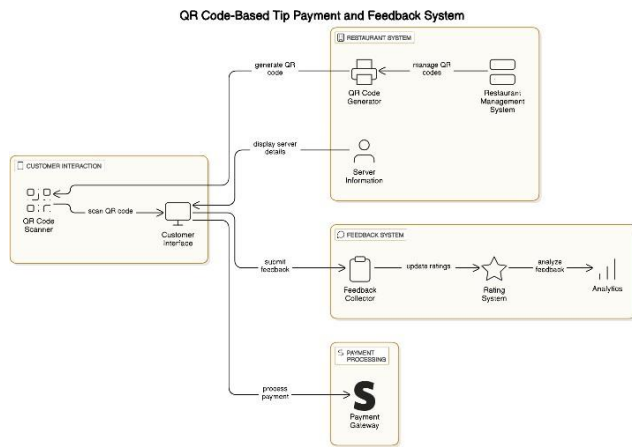 QR Code-Based Tip Payment and Feedback System
RESTAURANT SYSTEM
generate QR
code
QR Code
Generator
manage QR
codes
Restaurant
Management
System
display server
details
Server
Information
CUSTOMER INTERACTION
QR Code
Scanner
scan QR code
Customer
Interface
FEEDBACK SYSTEM
submit
feedback
Feedback
Collector
update ratings
Rating
System
analyze
feedback
Analytics
PAYMENT
PROCESSING
process
payment
Payment
Gateway